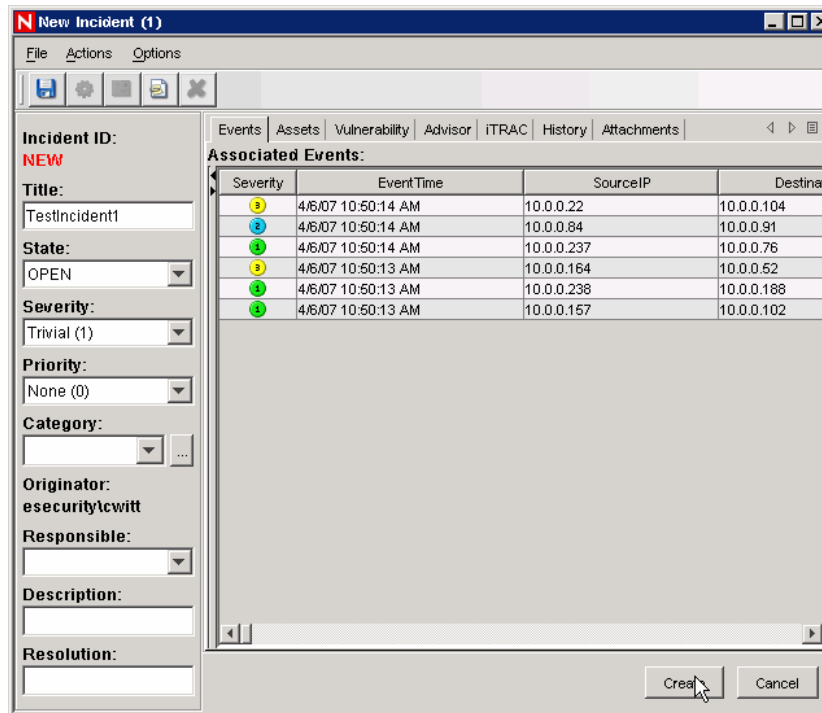 N New Incident (1)
File Actions Options
Incident ID:
NEW
Title:
TestIncident1
State:
OPEN
Severity:
Trivial (1)
Priority:
None (0)
Category:
...
Originator:
esecurity\cwitt
Responsible:
Description:
Resolution:
Events Assets Vulnerability Advisor iTRAC History Attachments
Associated Events:
Severity EventTime SourceIP Destina
3 4/6/07 10:50:14 AM 10.0.0.22 10.0.0.104
2 4/6/07 10:50:14 AM 10.0.0.84 10.0.0.91
1 4/6/07 10:50:14 AM 10.0.0.237 10.0.0.76
3 4/6/07 10:50:13 AM 10.0.0.164 10.0.0.52
1 4/6/07 10:50:13 AM 10.0.0.238 10.0.0.188
1 4/6/07 10:50:13 AM 10.0.0.157 10.0.0.102
Create Cancel